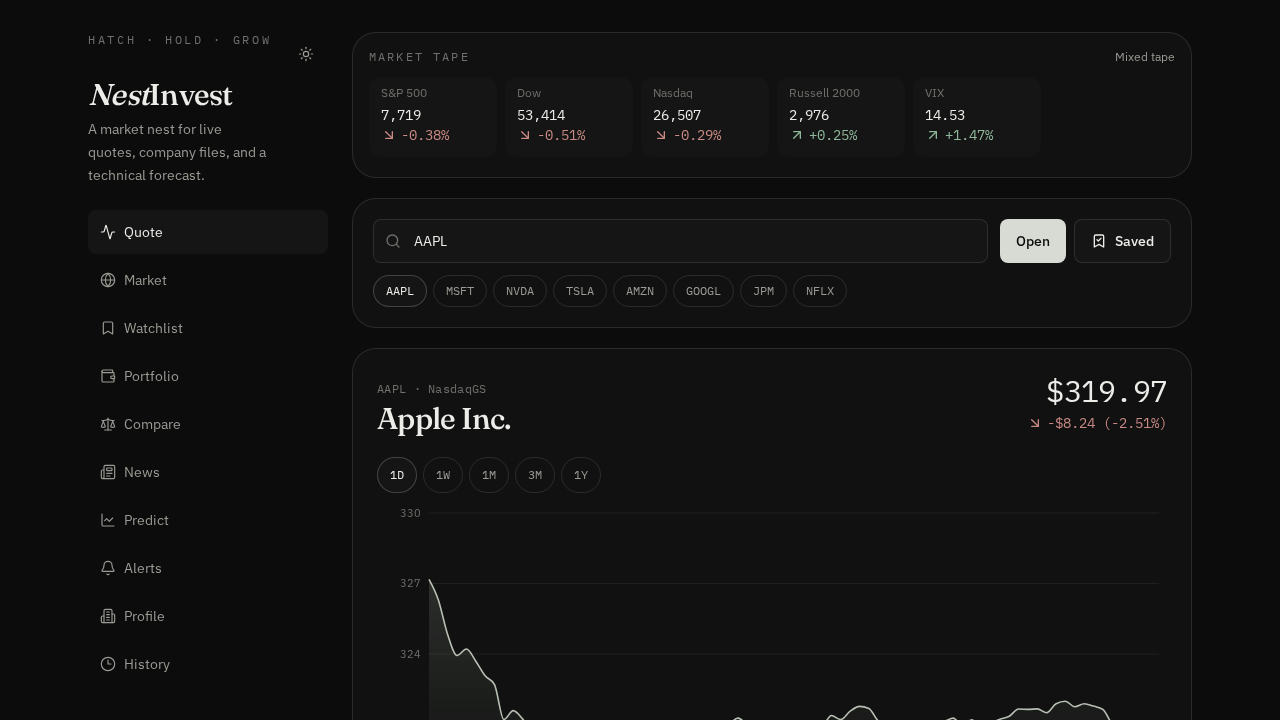 HATCH · HOLD · GROW
NestInvest
A market nest for live
quotes, company files, and a
technical forecast.
Quote
Market
Watchlist
Portfolio
Compare
News
Predict
Alerts
Profile
History
MARKET TAPE
Mixed tape
S&P 500
7,719
-0.38%
Dow
53,414
-0.51%
Nasdaq
26,507
-0.29%
Russell 2000
2,976
+0.25%
VIX
14.53
+1.47%
AAPL
Open
Saved
AAPL MSFT NVDA TSLA AMZN GOOGL JPM NFLX
AAPL · NasdaqGS
Apple Inc.
$319.97
-$8.24 (-2.51%)
1D 1W 1M 3M 1Y
330
327
324